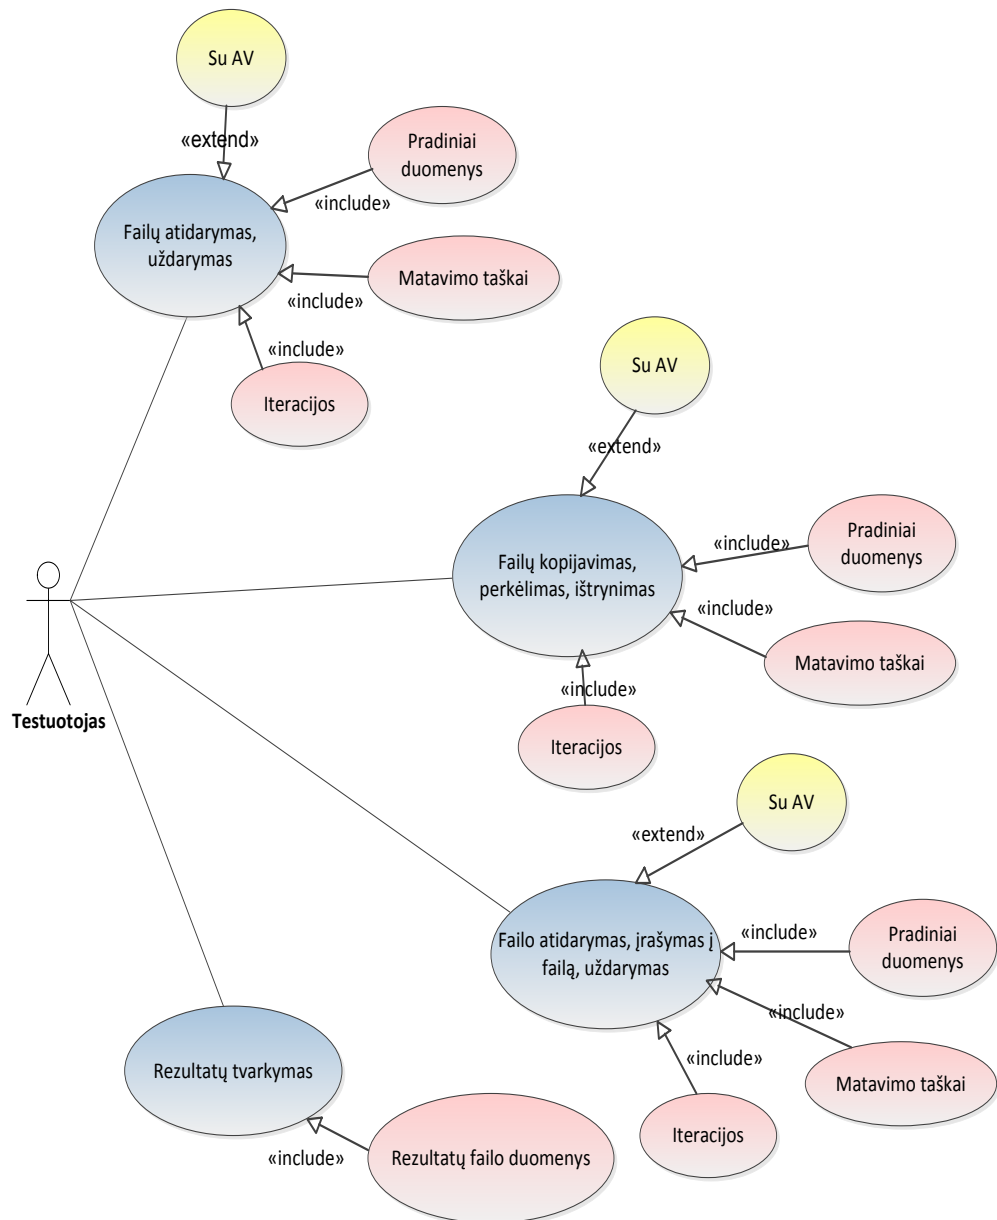 Su AV
«extend»
Pradiniai
duomenys
«include»
Failų atidarymas,
uždarymas
Matavimo taškai
«include»
«include»
Iteracijos
Su AV
«extend»
Pradiniai
duomenys
«include»
Failų kopijavimas,
perkėlimas, ištrynimas
«include»
Matavimo taškai
«include»
Iteracijos
Testuotojas
Su AV
«extend»
Pradiniai
duomenys
«include»
Failo atidarymas, įrašymas į
failą, uždarymas
«include»
Matavimo taškai
«include»
Iteracijos
Rezultatų tvarkymas
«include»
Rezultatų failo duomenys